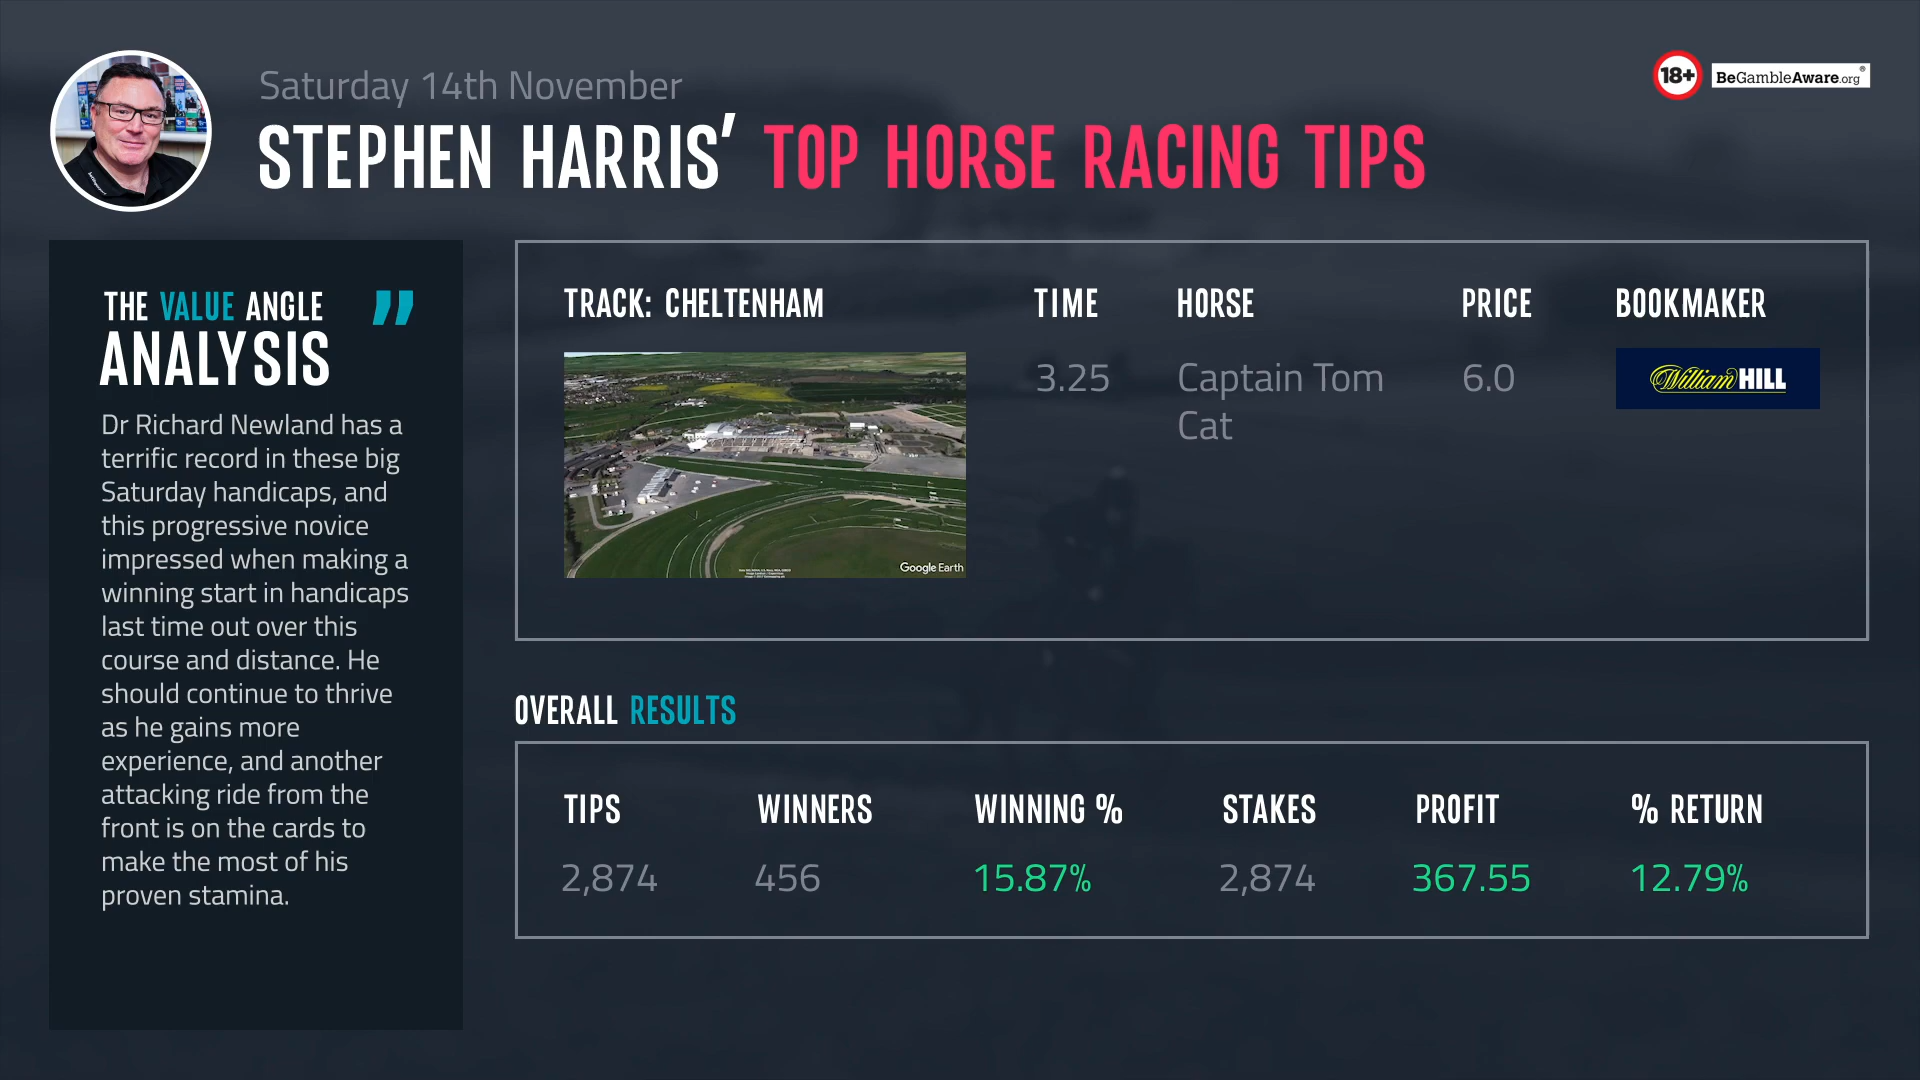 Saturday 14th November
STEPHEN HARRIS’ TOP HORSE RACING TIPS
18+
BeGambleAware.org®
THE VALUE ANGLE
ANALYSIS
”
Dr Richard Newland has a
terrific record in these big
Saturday handicaps, and
this progressive novice
impressed when making a
winning start in handicaps
last time out over this
course and distance. He
should continue to thrive
as he gains more
experience, and another
attacking ride from the
front is on the cards to
make the most of his
proven stamina.
TRACK: CHELTENHAM
TIME HORSE PRICE BOOKMAKER
3.25 Captain Tom 6.0 William HILL
Cat
Google Earth
OVERALL RESULTS
TIPS WINNERS WINNING % STAKES PROFIT % RETURN
2,874 456 15.87% 2,874 367.55 12.79%